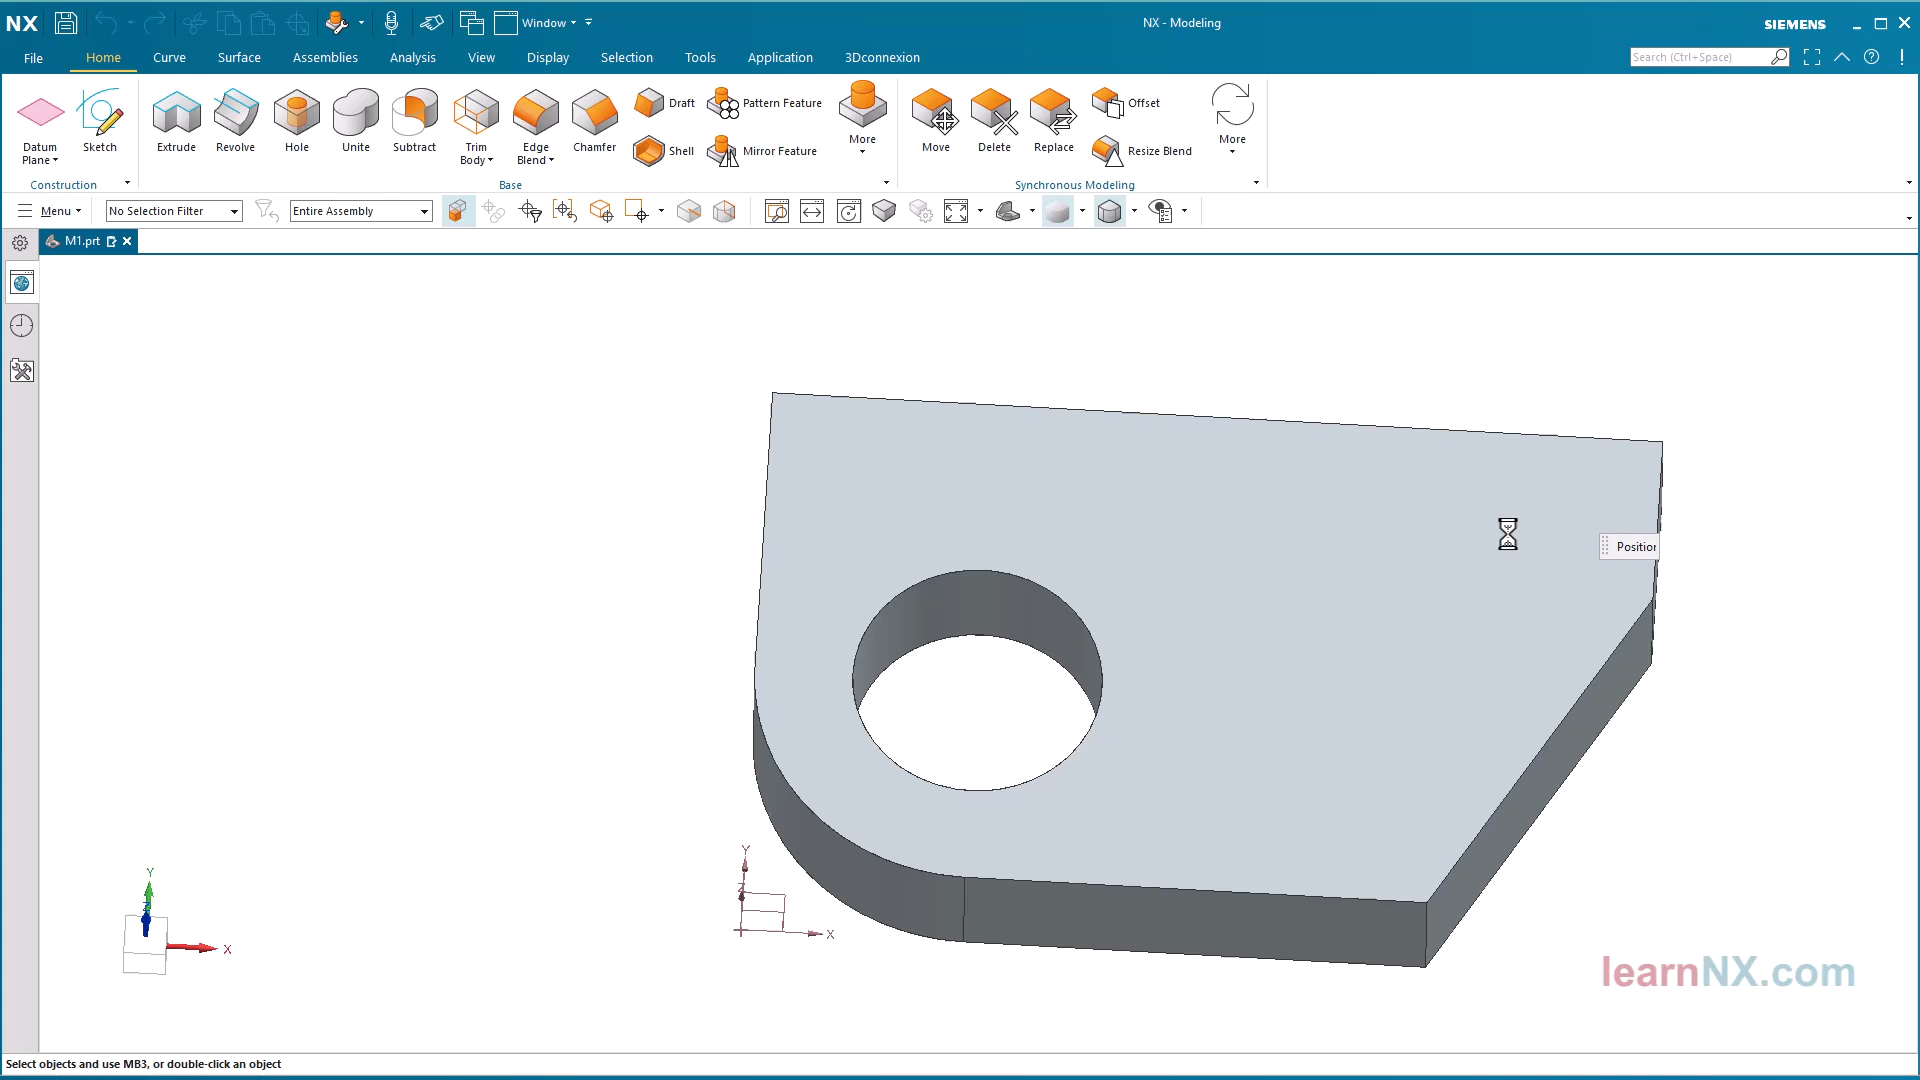 NX
Window
NX - Modeling
SIEMENS
File Home Curve Surface Assemblies Analysis View Display Selection Tools Application 3Dconnexion
Search (Ctrl+Space)
Datum Plane
Sketch
Extrude
Revolve
Hole
Unite
Subtract
Trim Body
Edge Blend
Chamfer
Draft
Shell
Pattern Feature
Mirror Feature
More
Move
Delete
Replace
Offset
Resize Blend
More
Construction
Base
Synchronous Modeling
Menu
No Selection Filter
Entire Assembly
M1.prt
Position
Y
Z
X
Y
Z
X
learnNX.com
Select objects and use MB3, or double-click an object